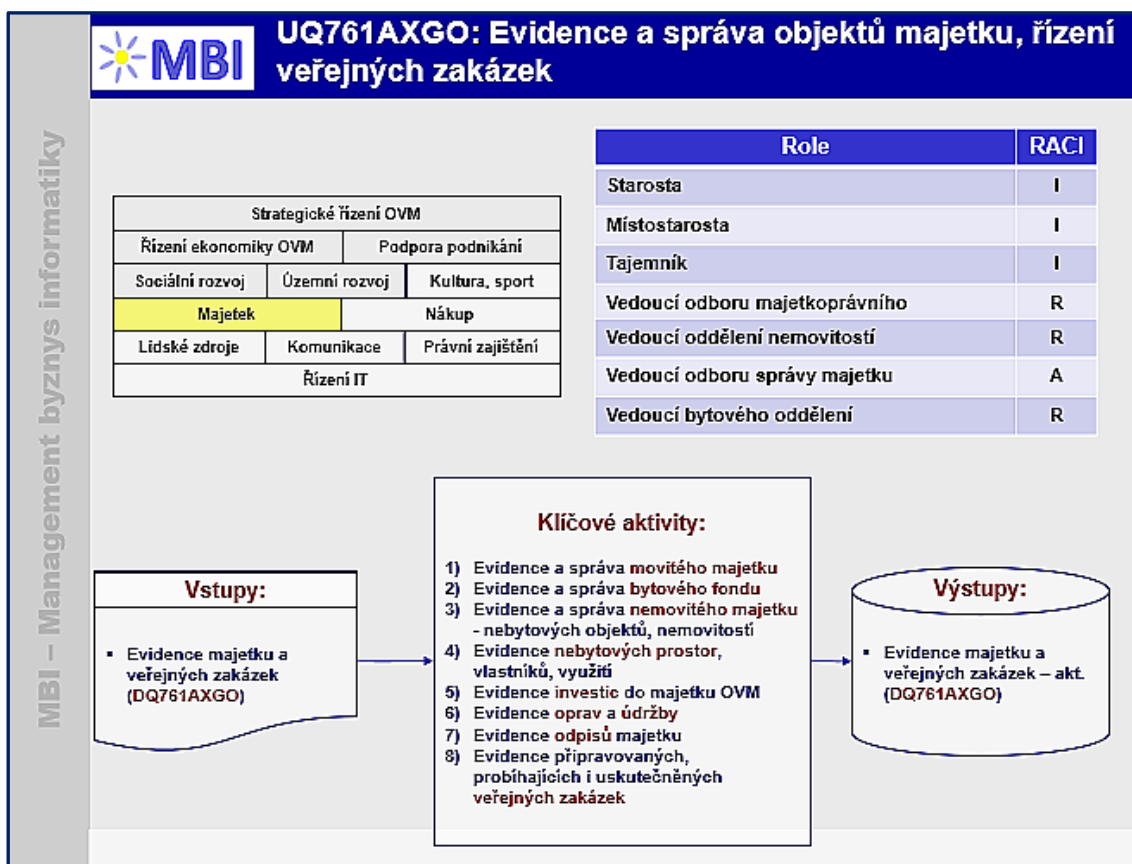 MBI – Management byznys informatiky
MBI
UQ761AXGO: Evidence a správa objektů majetku, řízení
veřejných zakázek
Strategické řízení OVM
Řízení ekonomiky OVM Podpora podnikání
Sociální rozvoj Územní rozvoj Kultura, sport
Majetek Nákup
Lidské zdroje Komunikace Právní zajištění
Řízení IT
Role RACI
Starosta I
Místostarosta I
Tajemník I
Vedoucí odboru majetkoprávního R
Vedoucí oddělení nemovitostí R
Vedoucí odboru správy majetku A
Vedoucí bytového oddělení R
Vstupy:
▪ Evidence majetku a
veřejných zakázek
(DQ761AXGO)
Klíčové aktivity:
1) Evidence a správa movitého majetku
2) Evidence a správa bytového fondu
3) Evidence a správa nemovitého majetku
- nebytových objektů, nemovitostí
4) Evidence nebytových prostor,
vlastníků, využití
5) Evidence investic do majetku OVM
6) Evidence oprav a údržby
7) Evidence odpisů majetku
8) Evidence připravovaných,
probíhajících i uskutečněných
veřejných zakázek
Výstupy:
▪ Evidence majetku a
veřejných zakázek – akt.
(DQ761AXGO)